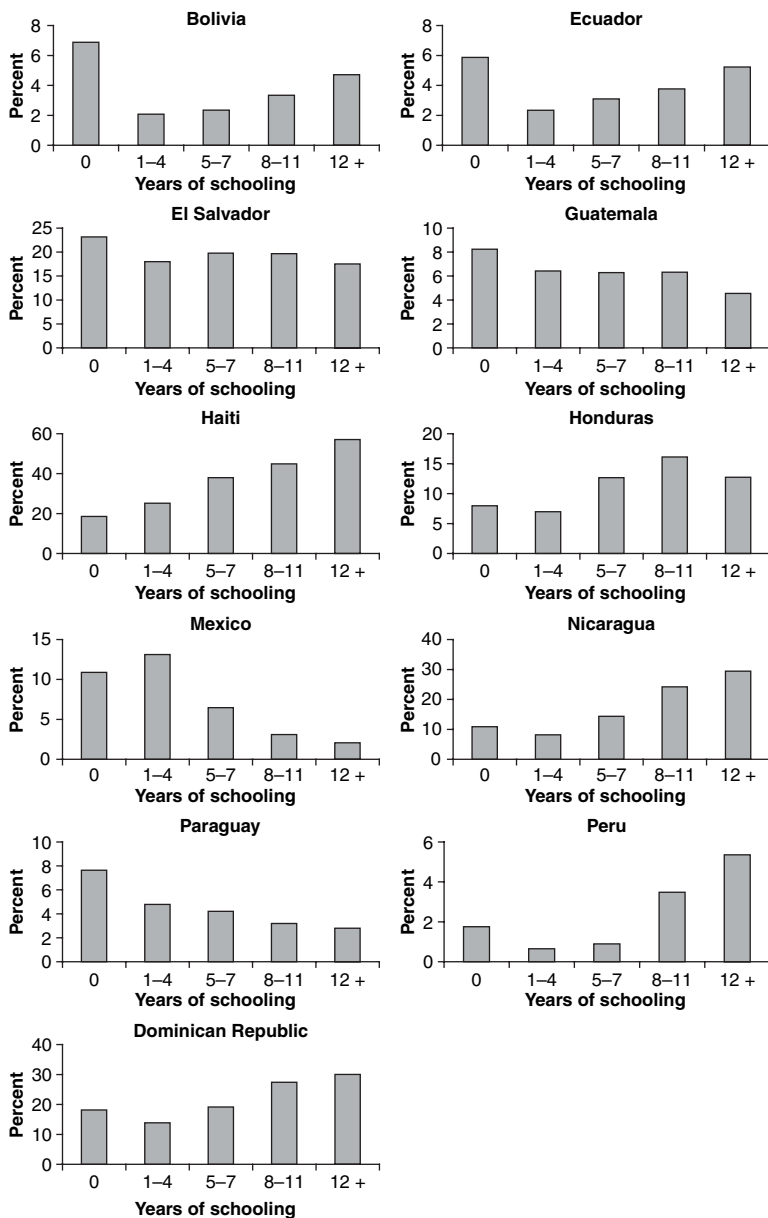 Bolivia
Percent
8
6
4
2
0
0 1–4 5–7 8–11 12 +
Years of schooling
Ecuador
Percent
8
6
4
2
0
0 1–4 5–7 8–11 12 +
Years of schooling
El Salvador
Percent
25
20
15
10
5
0
0 1–4 5–7 8–11 12 +
Years of schooling
Guatemala
Percent
10
8
6
4
2
0
0 1–4 5–7 8–11 12 +
Years of schooling
Haiti
Percent
60
40
20
0
0 1–4 5–7 8–11 12 +
Years of schooling
Honduras
Percent
20
15
10
5
0
0 1–4 5–7 8–11 12 +
Years of schooling
Mexico
Percent
15
10
5
0
0 1–4 5–7 8–11 12 +
Years of schooling
Nicaragua
Percent
40
30
20
10
0
0 1–4 5–7 8–11 12 +
Years of schooling
Paraguay
Percent
10
8
6
4
2
0
0 1–4 5–7 8–11 12 +
Years of schooling
Peru
Percent
6
4
2
0
0 1–4 5–7 8–11 12 +
Years of schooling
Dominican Republic
Percent
40
30
20
10
0
0 1–4 5–7 8–11 12 +
Years of schooling